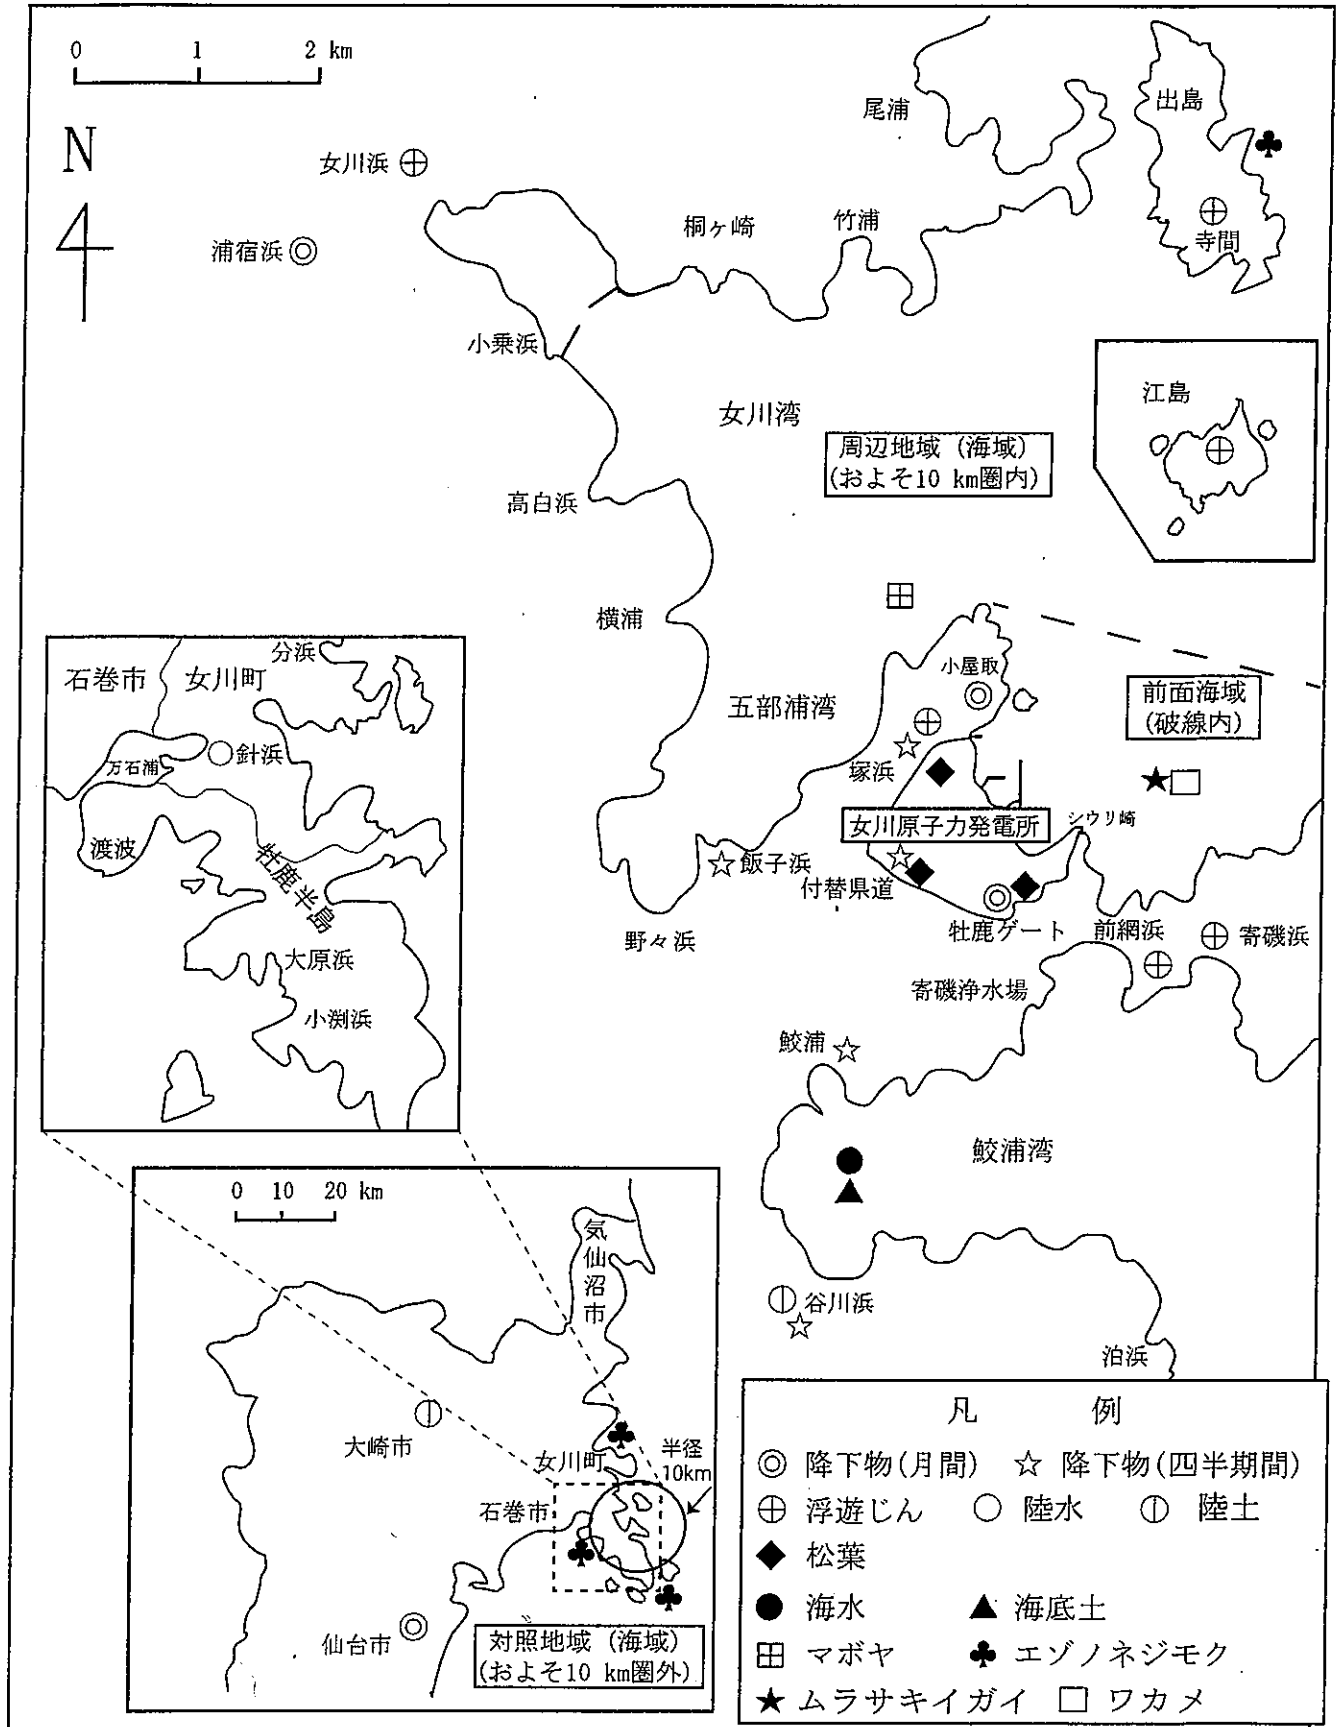 0 1 2 km
N
尾浦
出島
女川浜
浦宿浜
桐ヶ崎
竹浦
寺間
小乗浜
女川湾
江島
周辺地域（海域）
(およそ10 km圏内)
高白浜
横浦
小屋取
五部浦湾
前面海域
(破線内)
塚浜
女川原子力発電所
シウリ崎
飯子浜
付替県道
牡鹿ゲート
前網浜
寄磯浜
野々浜
寄磯浄水場
鮫浦
鮫浦湾
谷川浜
泊浜
石巻市
女川町
分浜
針浜
万石浦
渡波
牡鹿半島
大原浜
小渕浜
0 10 20 km
気仙沼市
大崎市
女川町
半径
10km
石巻市
仙台市
対照地域（海域）
(およそ10 km圏外)
凡 例
降下物(月間) 降下物(四半期間)
浮遊じん 陸水 陸土
松葉
海水 海底土
マボヤ エゾノネジモク
ムラサキイガイ ワカメ